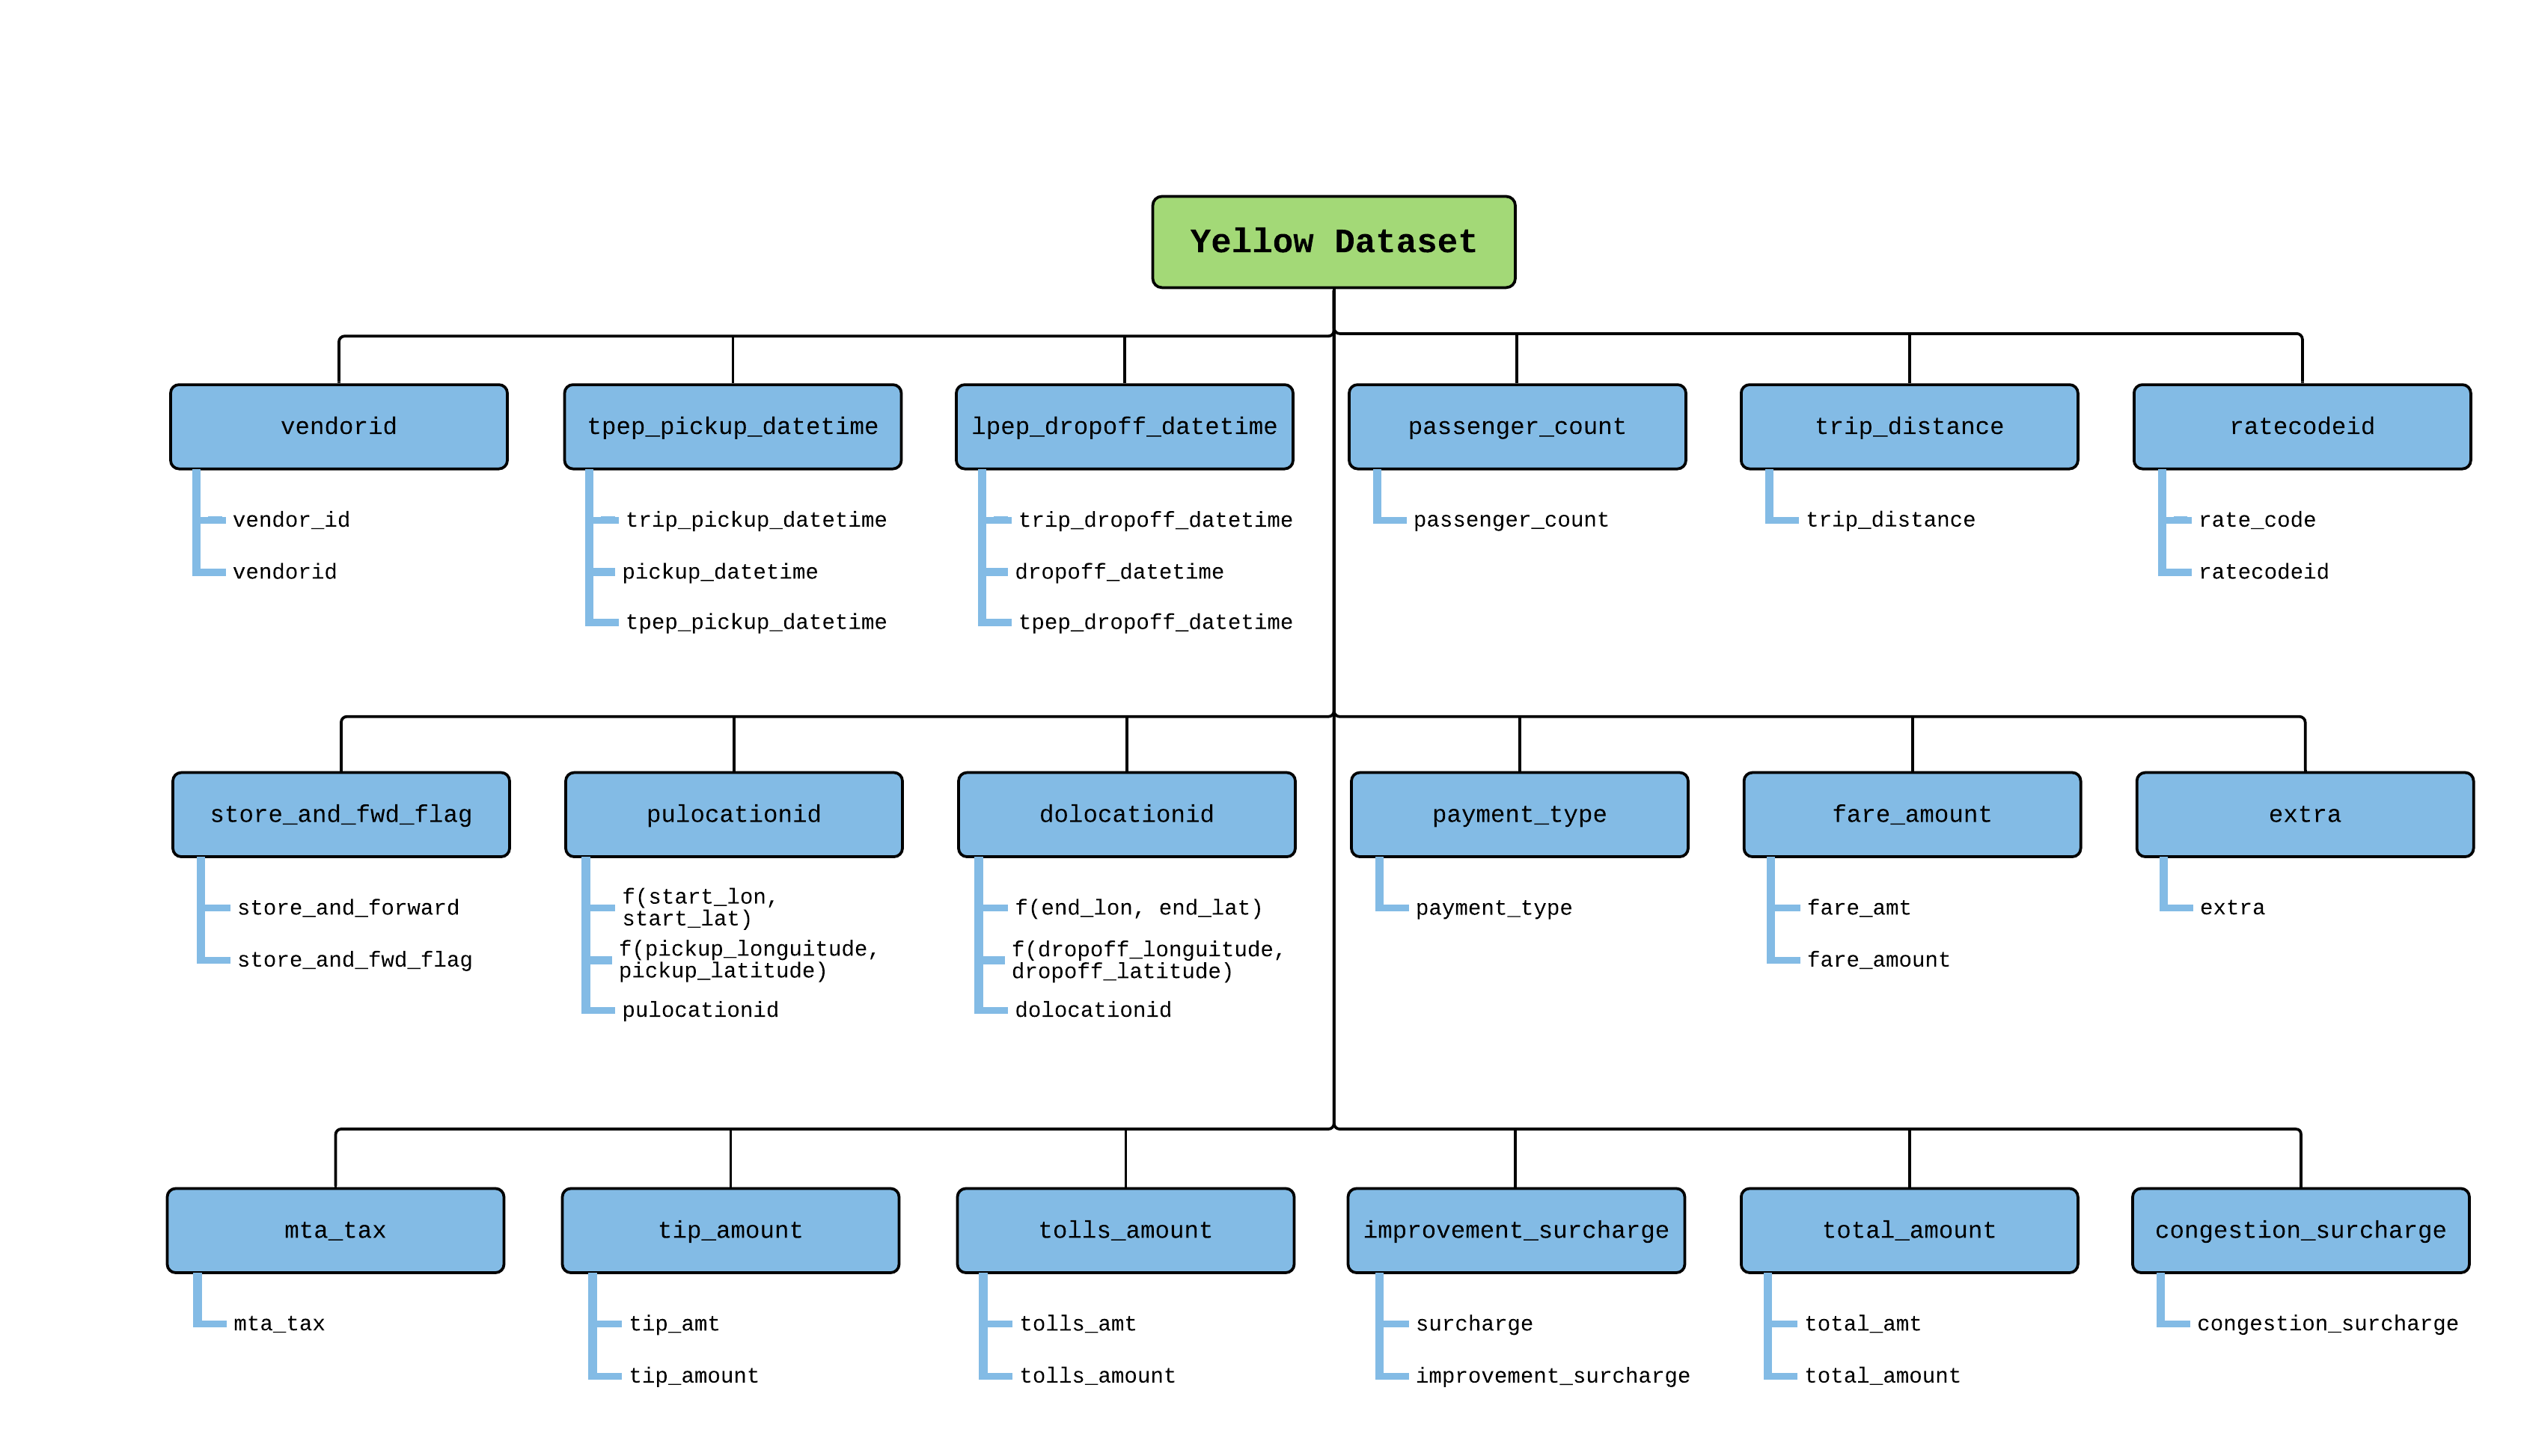 Yellow Dataset
vendorid
tpep_pickup_datetime
lpep_dropoff_datetime
passenger_count
trip_distance
ratecodeid
vendor_id
vendorid
trip_pickup_datetime
pickup_datetime
tpep_pickup_datetime
trip_dropoff_datetime
dropoff_datetime
tpep_dropoff_datetime
passenger_count
trip_distance
rate_code
ratecodeid
store_and_fwd_flag
pulocationid
dolocationid
payment_type
fare_amount
extra
store_and_forward
store_and_fwd_flag
f(start_lon,
start_lat)
f(pickup_longuitude,
pickup_latitude)
pulocationid
f(end_lon, end_lat)
f(dropoff_longuitude,
dropoff_latitude)
dolocationid
payment_type
fare_amt
fare_amount
extra
mta_tax
tip_amount
tolls_amount
improvement_surcharge
total_amount
congestion_surcharge
mta_tax
tip_amt
tip_amount
tolls_amt
tolls_amount
surcharge
improvement_surcharge
total_amt
total_amount
congestion_surcharge